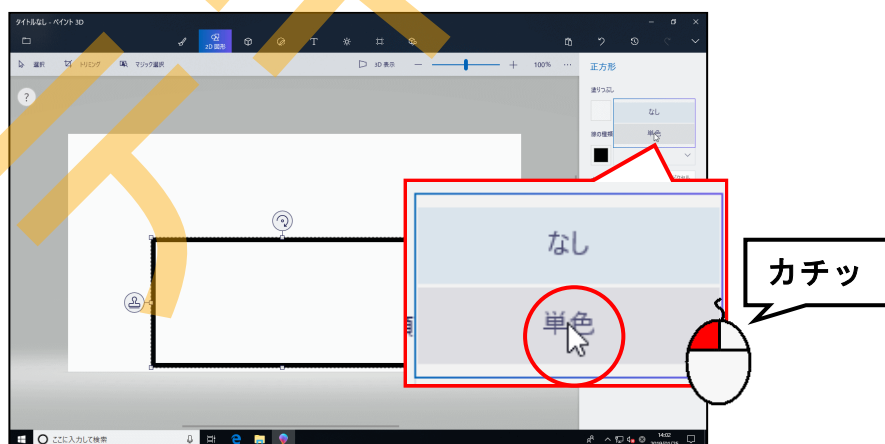 タイトルなし - ペイント 3D
2D 図形
選択
トリミング
マジック選択
3D 表示
100%
正方形
?
塗りつぶし
なし
単色
線の種類
なし
単色
カチッ
ここに入力して検索
14:02